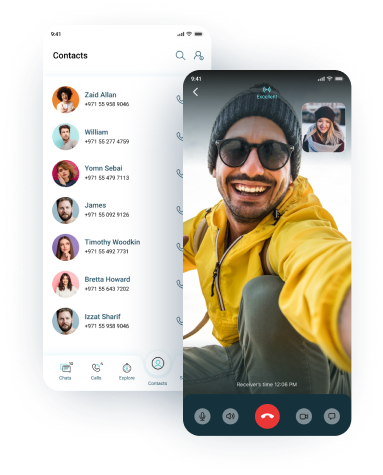 9:41
Contacts
Zaid Allan
+971 55 958 9046
William
+971 55 277 4759
Yomn Sebai
+971 55 479 7113
James
+971 55 092 9126
Timothy Woodkin
+971 55 492 7731
Bretta Howard
+971 55 643 7202
Izzat Sharif
+971 55 958 9046
Chats
Calls
Explore
Contacts
9:41
Excellent
Receiver's time 12:06 PM